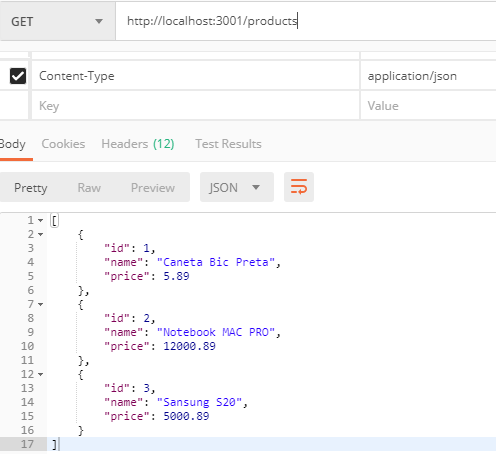 GET http://localhost:3001/products
Content-Type application/json
Key Value
Body Cookies Headers (12) Test Results
Pretty Raw Preview JSON
1 [
2 {
3 "id": 1,
4 "name": "Caneta Bic Preta",
5 "price": 5.89
6 },
7 {
8 "id": 2,
9 "name": "Notebook MAC PRO",
10 "price": 12000.89
11 },
12 {
13 "id": 3,
14 "name": "Sansung S20",
15 "price": 5000.89
16 }
17 ]